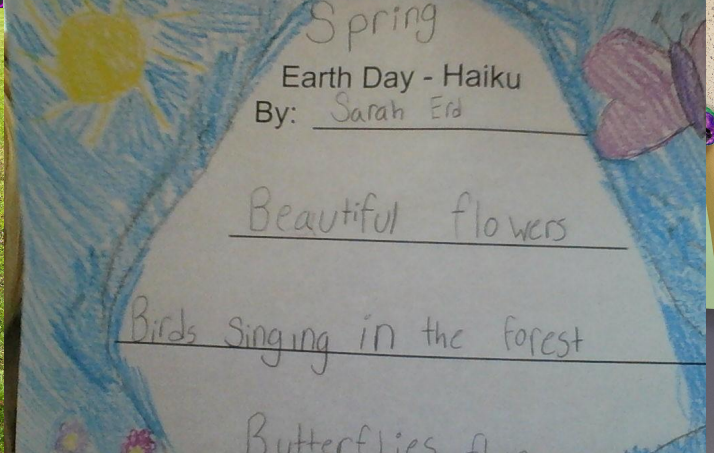 Spring
Earth Day - Haiku
By: Sarah Erd
Beautiful flowers
Birds Singing in the forest
Butterflies